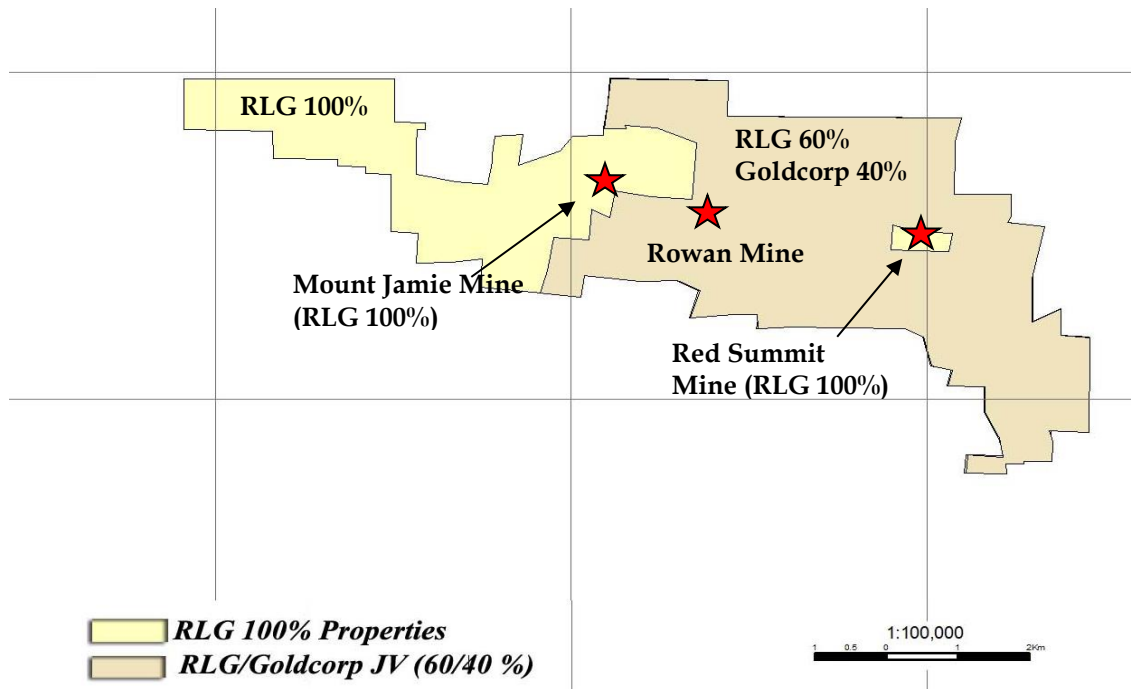 RLG 100%
RLG 60%
Goldcorp 40%
Rowan Mine
Mount Jamie Mine
(RLG 100%)
Red Summit
Mine (RLG 100%)
RLG 100% Properties
RLG/Goldcorp JV (60/40 %)
1:100,000
1 0.5 0 1 2Km